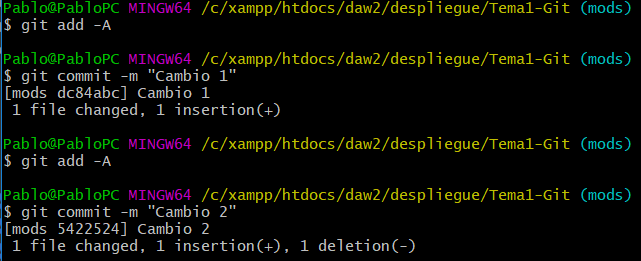 Pablo@PabloPC MINGW64 /c/xampp/htdocs/daw2/despliegue/Tema1-Git (mods)
$ git add -A
Pablo@PabloPC MINGW64 /c/xampp/htdocs/daw2/despliegue/Tema1-Git (mods)
$ git commit -m "Cambio 1"
[mods dc84abc] Cambio 1
 1 file changed, 1 insertion(+)
Pablo@PabloPC MINGW64 /c/xampp/htdocs/daw2/despliegue/Tema1-Git (mods)
$ git add -A
Pablo@PabloPC MINGW64 /c/xampp/htdocs/daw2/despliegue/Tema1-Git (mods)
$ git commit -m "Cambio 2"
[mods 5422524] Cambio 2
 1 file changed, 1 insertion(+), 1 deletion(-)